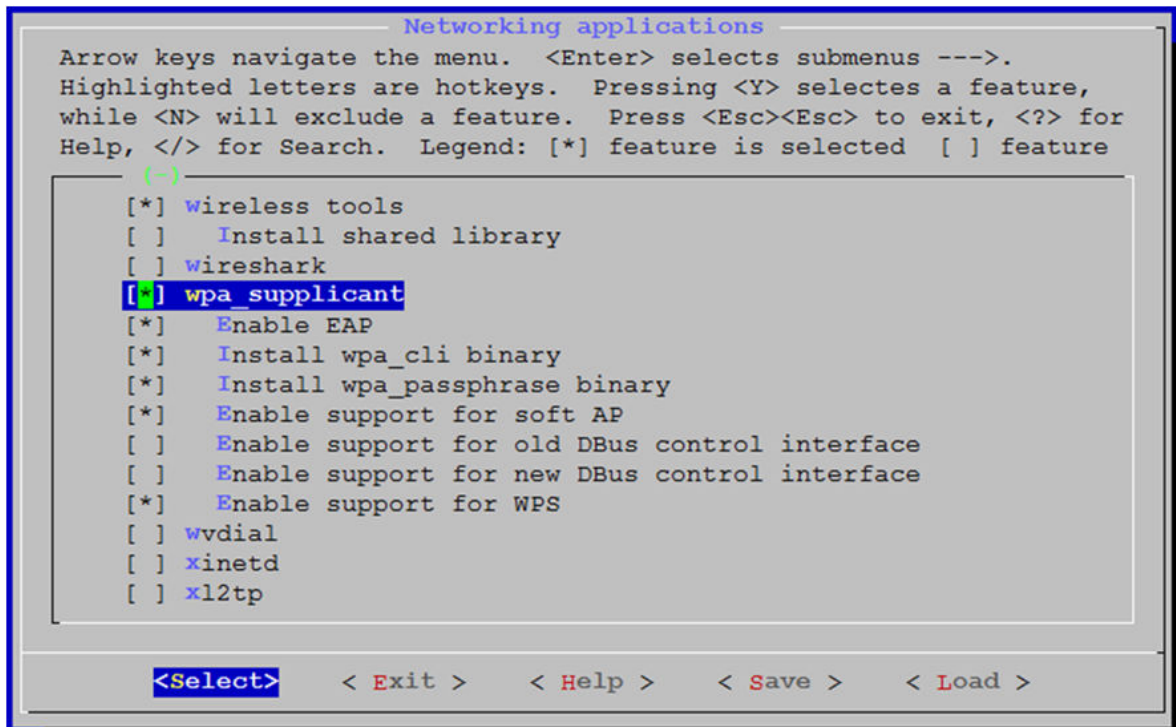 Networking applications
Arrow keys navigate the menu.  <Enter> selects submenus --->.
Highlighted letters are hotkeys.  Pressing <Y> selectes a feature,
while <N> will exclude a feature.  Press <Esc><Esc> to exit, <?> for
Help, </> for Search.  Legend: [*] feature is selected  [ ] feature
(-)
[*] wireless tools
[ ]   Install shared library
[ ] wireshark
[*] wpa_supplicant
[*]   Enable EAP
[*]   Install wpa_cli binary
[*]   Install wpa_passphrase binary
[*]   Enable support for soft AP
[ ]   Enable support for old DBus control interface
[ ]   Enable support for new DBus control interface
[*]   Enable support for WPS
[ ] wvdial
[ ] xinetd
[ ] xl2tp
<Select>    < Exit >    < Help >    < Save >    < Load >